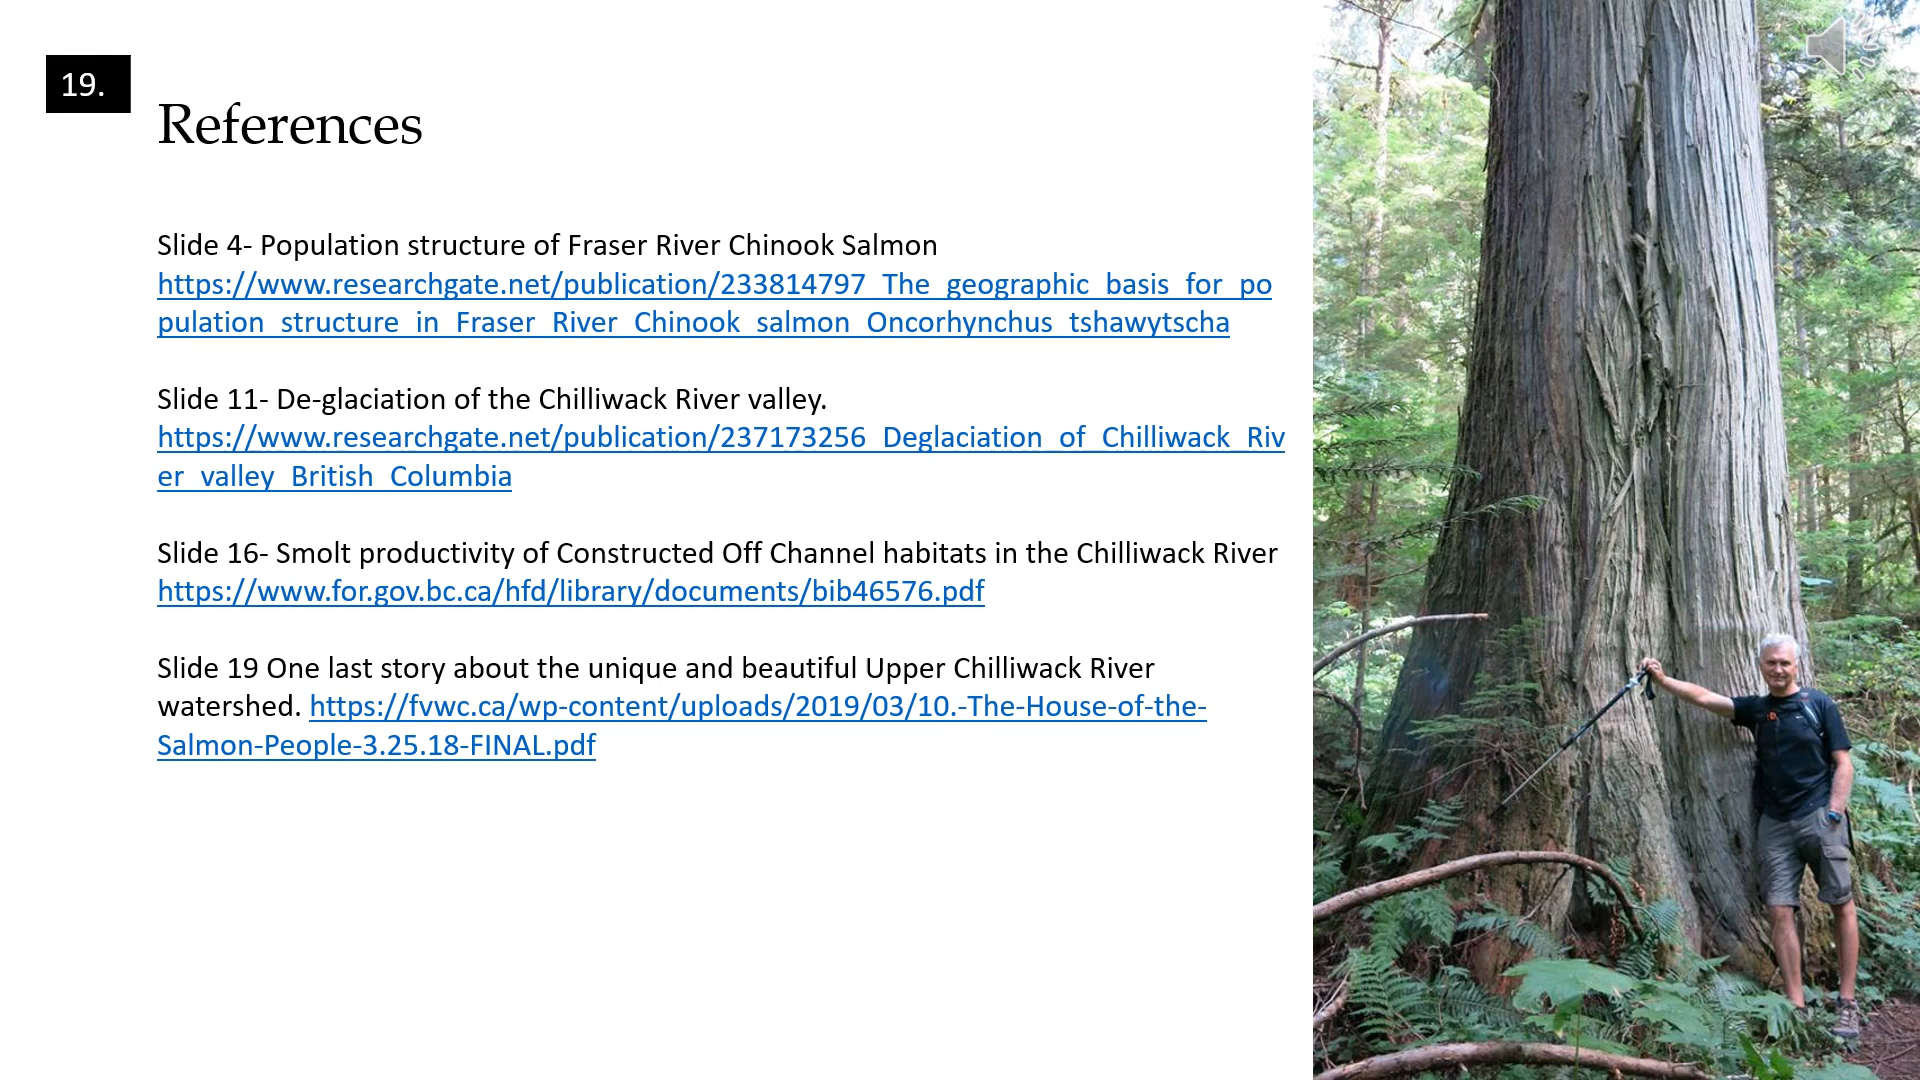 19.
References
Slide 4- Population structure of Fraser River Chinook Salmon
https://www.researchgate.net/publication/233814797_The_geographic_basis_for_po
pulation_structure_in_Fraser_River_Chinook_salmon_Oncorhynchus_tshawytscha
Slide 11- De-glaciation of the Chilliwack River valley.
https://www.researchgate.net/publication/237173256_Deglaciation_of_Chilliwack_Riv
er_valley_British_Columbia
Slide 16- Smolt productivity of Constructed Off Channel habitats in the Chilliwack River
https://www.for.gov.bc.ca/hfd/library/documents/bib46576.pdf
Slide 19 One last story about the unique and beautiful Upper Chilliwack River
watershed. https://fvwc.ca/wp-content/uploads/2019/03/10.-The-House-of-the-
Salmon-People-3.25.18-FINAL.pdf